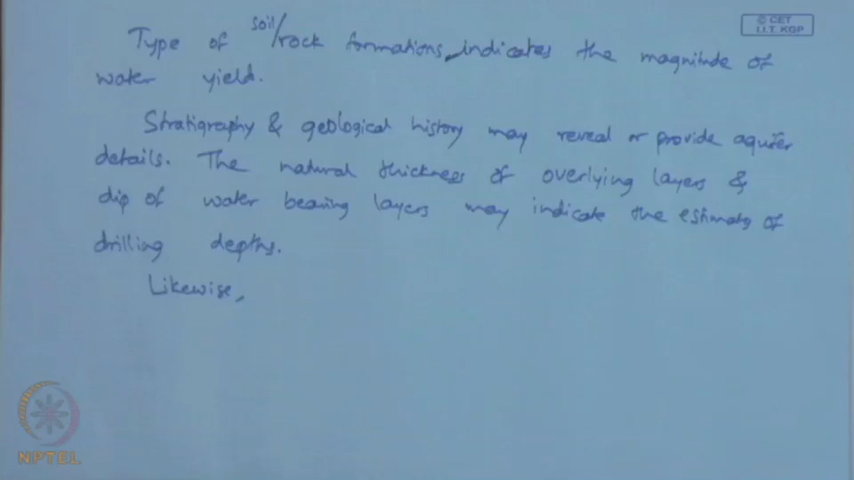 © CET
I.I.T. KGP
Type of soil/rock formations indicates the magnitude of
water yield.
Stratigraphy & geological history may reveal or provide aquifer
details. The natural thickness of overlying layers &
dip of water bearing layers may indicate the estimate of
drilling depths.
Likewise,
NPTEL